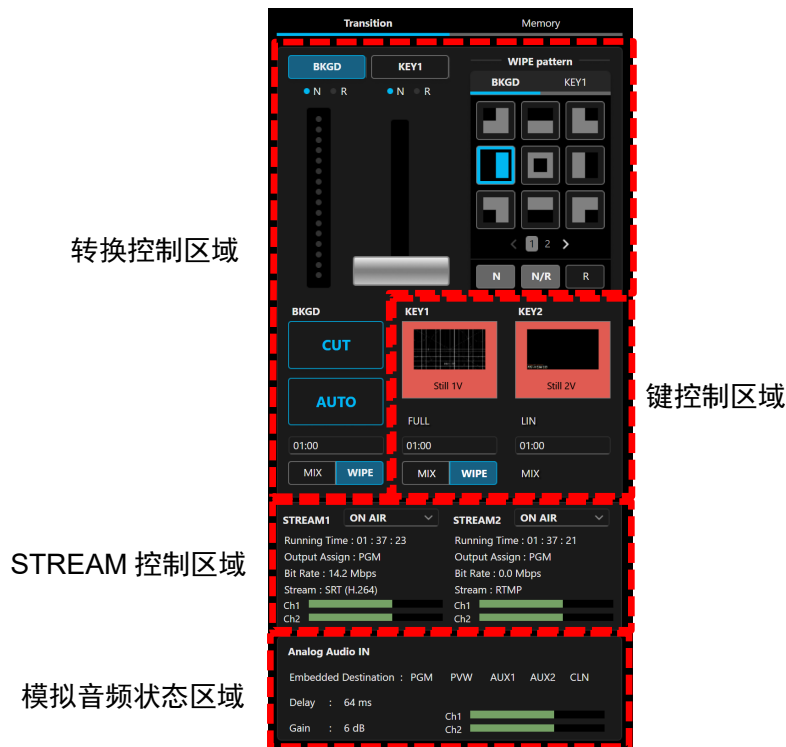 Transition Memory
BKGD KEY1 WIPE pattern
N R N R BKGD KEY1
转换控制区域
1 2
N N/R R
BKGD KEY1 KEY2
CUT
Still 1V Still 2V
键控制区域
AUTO
FULL LIN
01:00 01:00 01:00
MIX WIPE MIX WIPE MIX
STREAM1 ON AIR STREAM2 ON AIR
Running Time : 01 : 37 : 23 Running Time : 01 : 37 : 21
Output Assign : PGM Output Assign : PGM
STREAM 控制区域
Bit Rate : 14.2 Mbps Bit Rate : 0.0 Mbps
Stream : SRT (H.264) Stream : RTMP
Ch1 Ch1
Ch2 Ch2
Analog Audio IN
Embedded Destination : PGM PVW AUX1 AUX2 CLN
模拟音频状态区域
Delay : 64 ms
Ch1
Gain : 6 dB Ch2